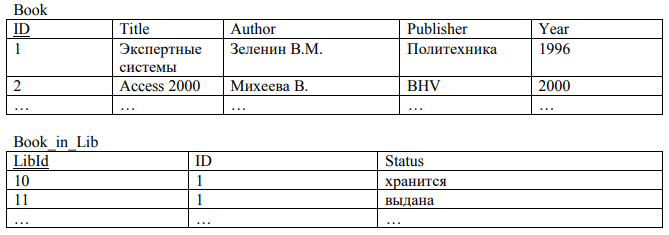 Book
ID Title Author Publisher Year
1 Экспертные системы Зеленин В.М. Политехника 1996
2 Access 2000 Михеева В. BHV 2000
… … … … …
Book_in_Lib
LibId ID Status
10 1 хранится
11 1 выдана
… … …